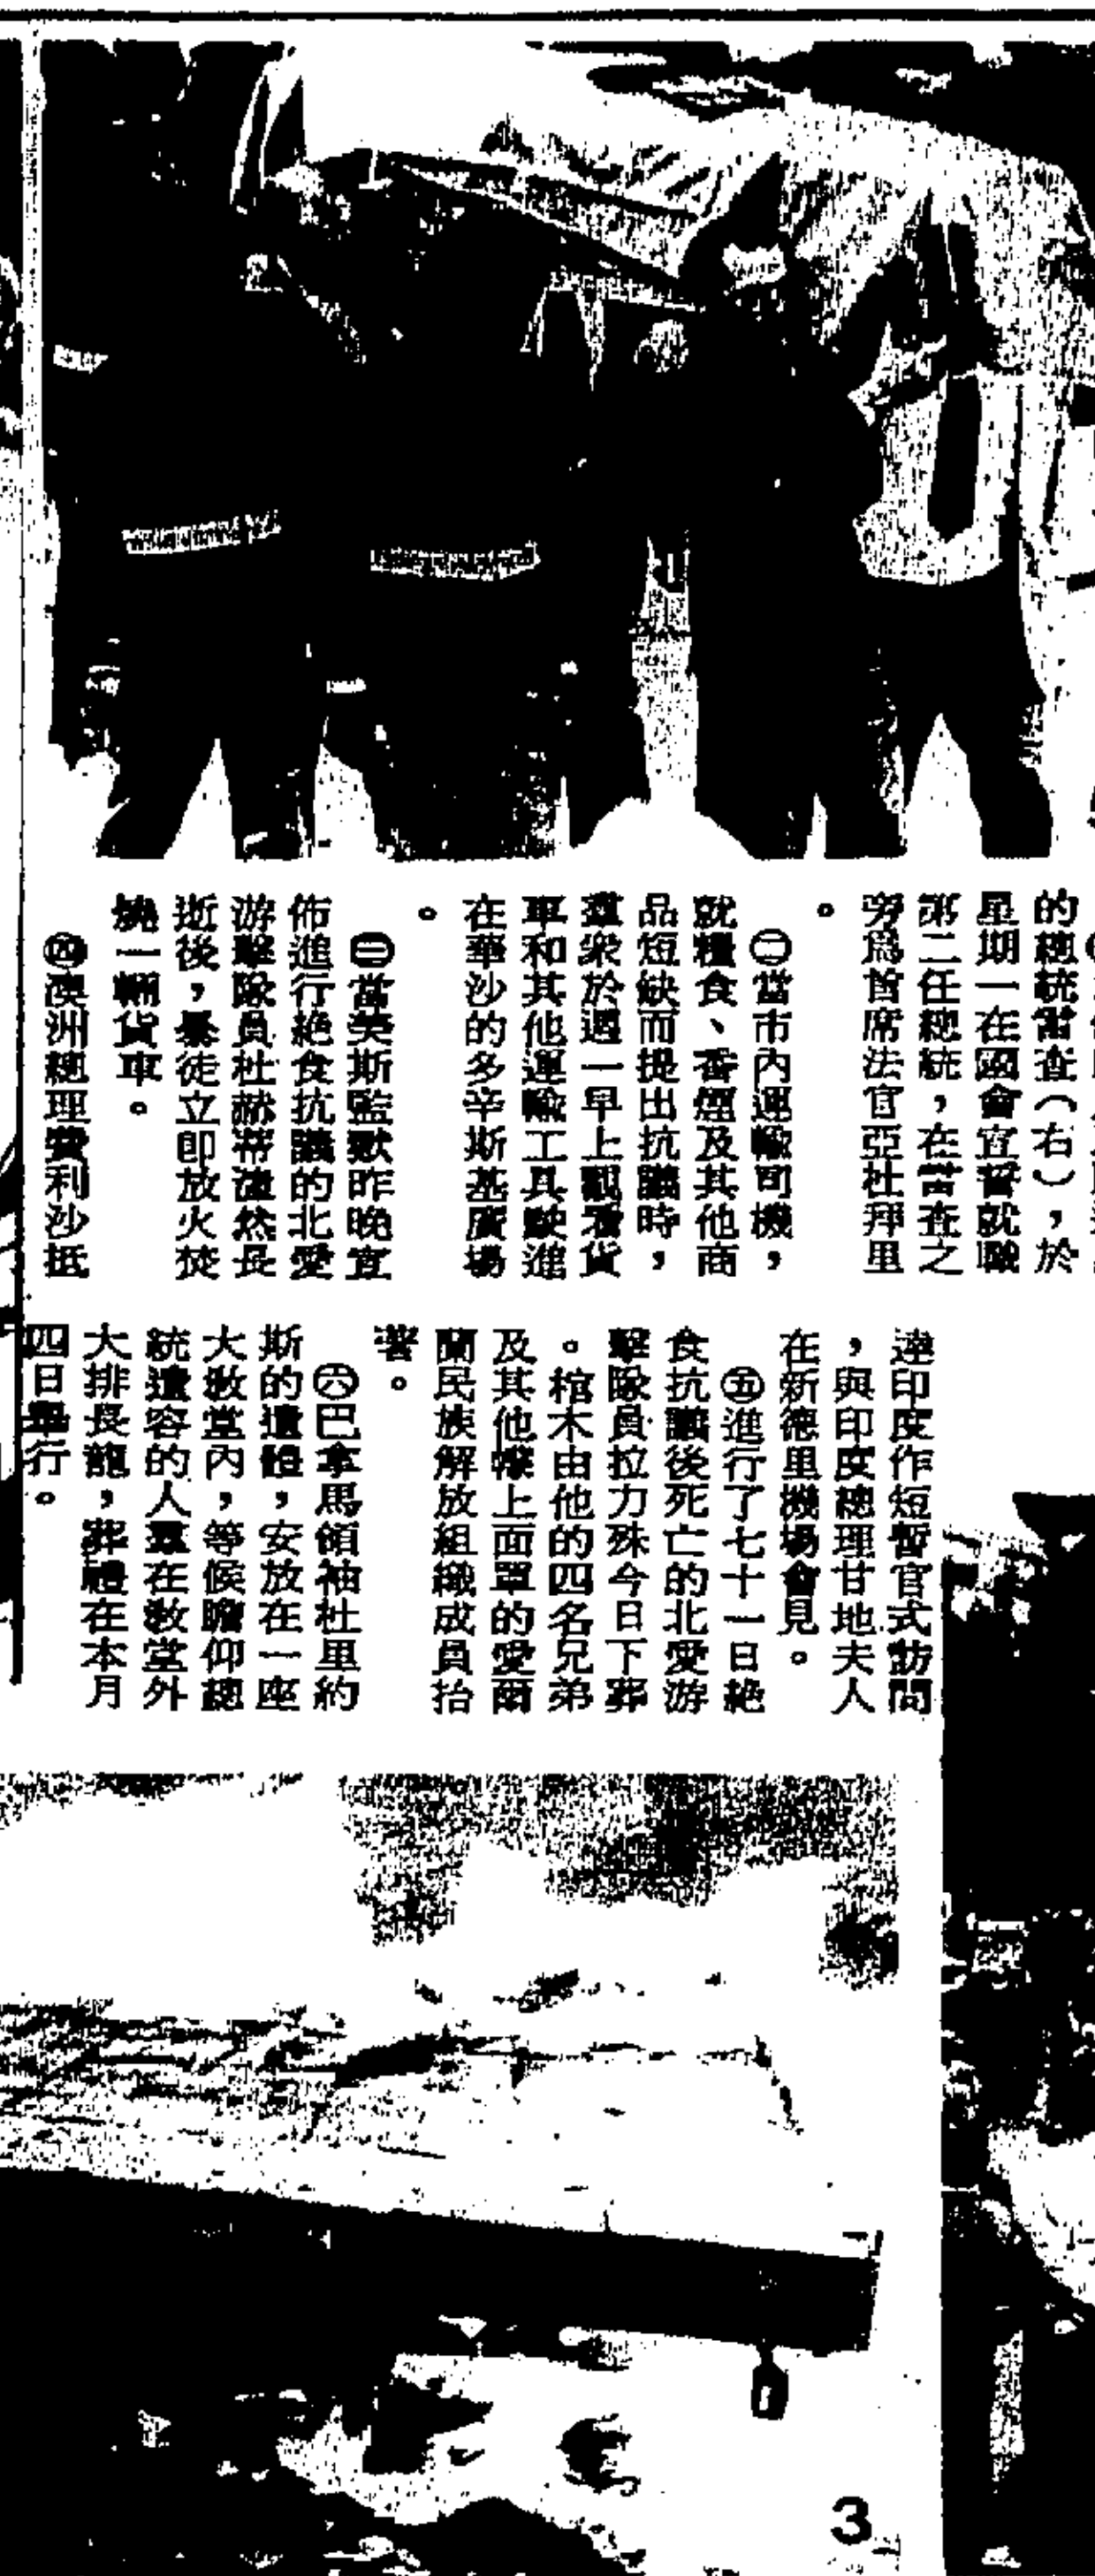 的總統雷查(右),於
星期一在國會宣誓就職
第二任總統,在雷查之
旁爲首席法官亞杜拜里
。
㊁當市內運輸司機,
就糧食、香煙及其他商
品短缺而提出抗議時,
羣衆於週一早上觀看貨
車和其他運輸工具駛進
在華沙的多辛斯基廣場
。
㊂當美斯監獄昨晚宣
佈進行絕食抗議的北愛
游擊隊員杜赫帝溘然長
逝後,暴徒立卽放火焚
燒一輛貨車。
㊃澳洲總理費利沙抵
達印度作短暫官式訪問
,與印度總理甘地夫人
在新德里機場會見。
㊄進行了七十一日絕
食抗議後死亡的北愛游
擊隊員拉力殊今日下葬
。棺木由他的四名兄弟
及其他幪上面罩的愛爾
蘭民族解放組織成員抬
著。
㊅巴拿馬領袖杜里約
斯的遺體,安放在一座
大敎堂內,等候瞻仰總
統遺容的人羣在敎堂外
大排長龍,葬禮在本月
四日舉行。
3